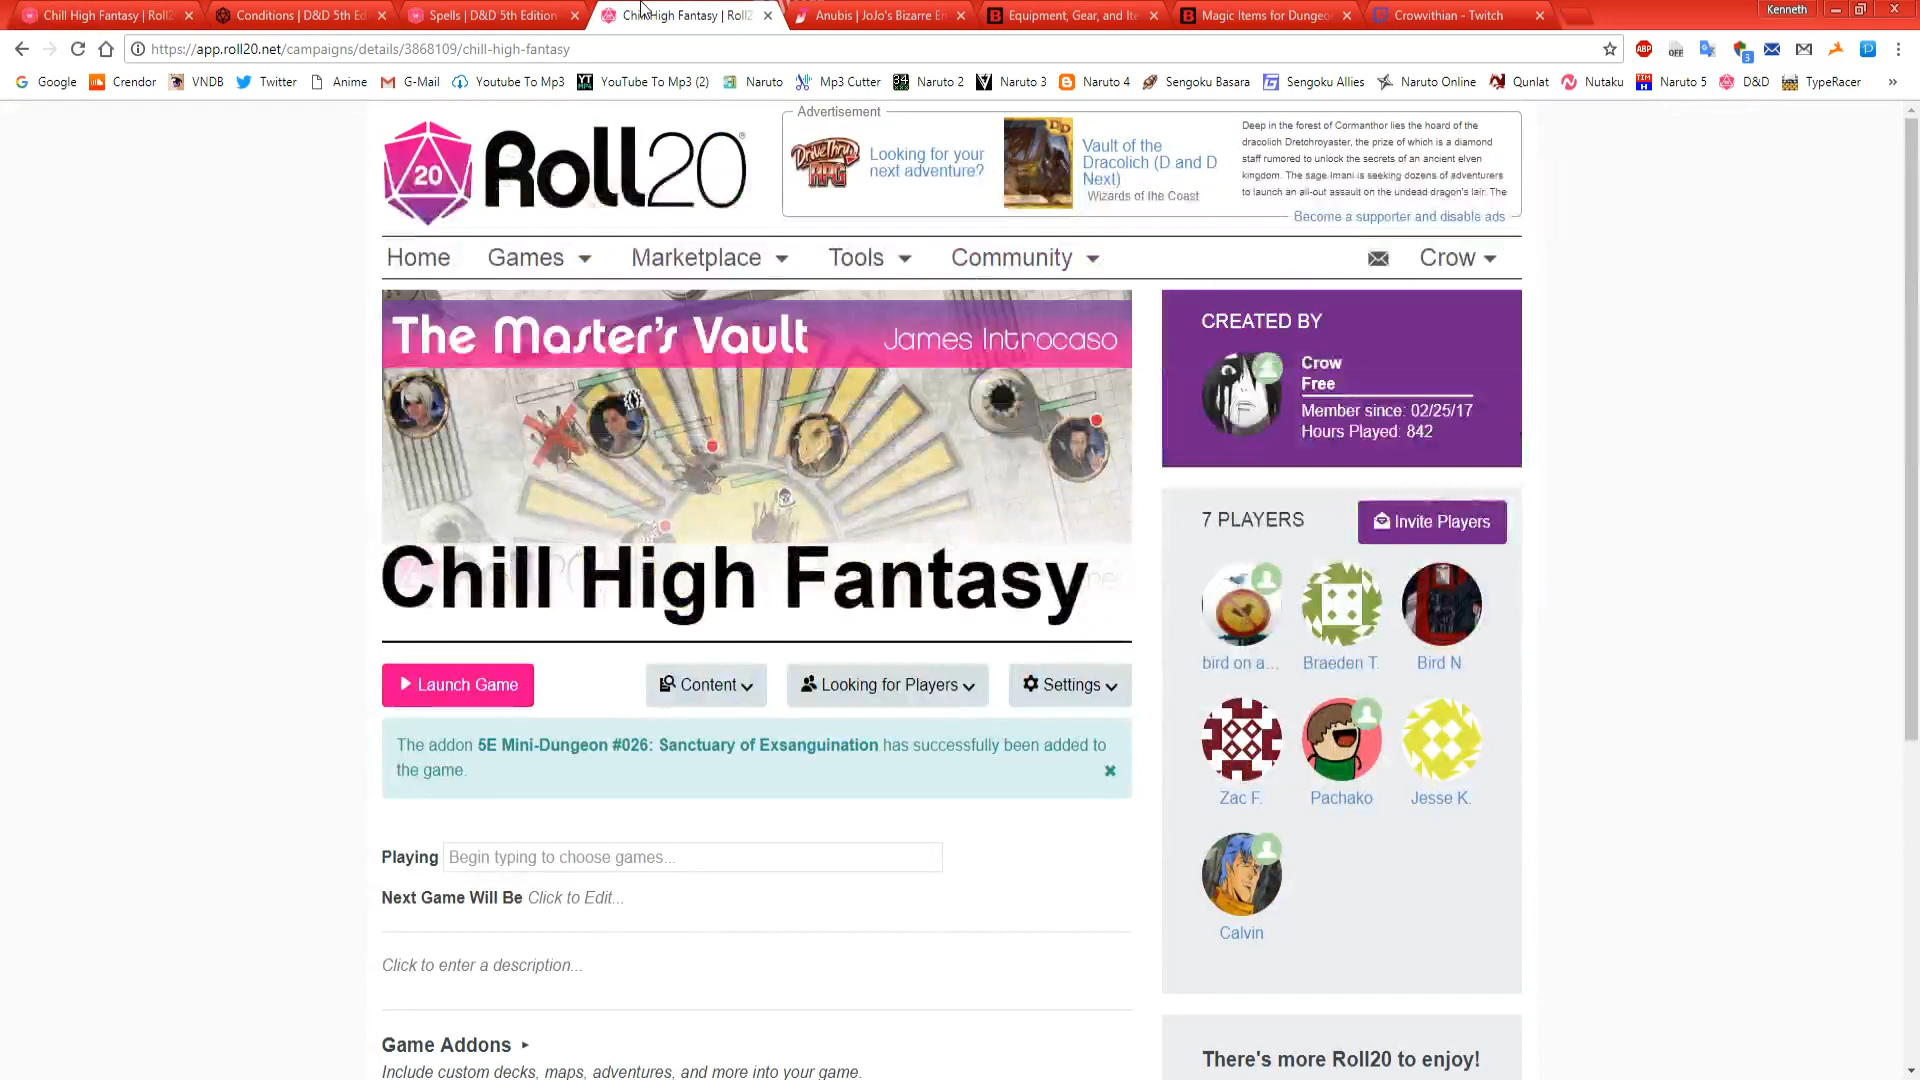 Chill High Fantasy | Roll2
Conditions | D&D 5th Ed
Spells | D&D 5th Edition
Chill High Fantasy | Roll2
Anubis | JoJo's Bizarre En
Equipment, Gear, and Ite
Magic Items for Dungeo
Crowvithian - Twitch
Kenneth
https://app.roll20.net/campaigns/details/3868109/chill-high-fantasy
ABP
OFF
3
Google
Crendor
VNDB
Twitter
Anime
G-Mail
Youtube To Mp3
YouTube To Mp3 (2)
Naruto
Mp3 Cutter
Naruto 2
Naruto 3
Naruto 4
Sengoku Basara
Sengoku Allies
Naruto Online
Qunlat
Nutaku
Naruto 5
D&D
TypeRacer
»
20
Roll20®
Advertisement
DriveThru RPG
Looking for your
next adventure?
Vault of the
Dracolich (D and D
Next)
Wizards of the Coast
Deep in the forest of Cormanthor lies the hoard of the
dracolich Dretchroyaster, the prize of which is a diamond
staff rumored to unlock the secrets of an ancient elven
kingdom. The sage Imani is seeking dozens of adventurers
to launch an all-out assault on the undead dragon's lair. The
Become a supporter and disable ads
Home
Games
Marketplace
Tools
Community
Crow
The Master's Vault
James Introcaso
Chill High Fantasy
Launch Game
Content
Looking for Players
Settings
The addon 5E Mini-Dungeon #026: Sanctuary of Exsanguination has successfully been added to
the game.
Playing
Begin typing to choose games...
Next Game Will Be Click to Edit...
Click to enter a description...
Game Addons
Include custom decks, maps, adventures, and more into your game.
CREATED BY
Crow
Free
Member since: 02/25/17
Hours Played: 842
7 PLAYERS
Invite Players
bird on a...
Braeden T.
Bird N
Zac F.
Pachako
Jesse K.
Calvin
There's more Roll20 to enjoy!